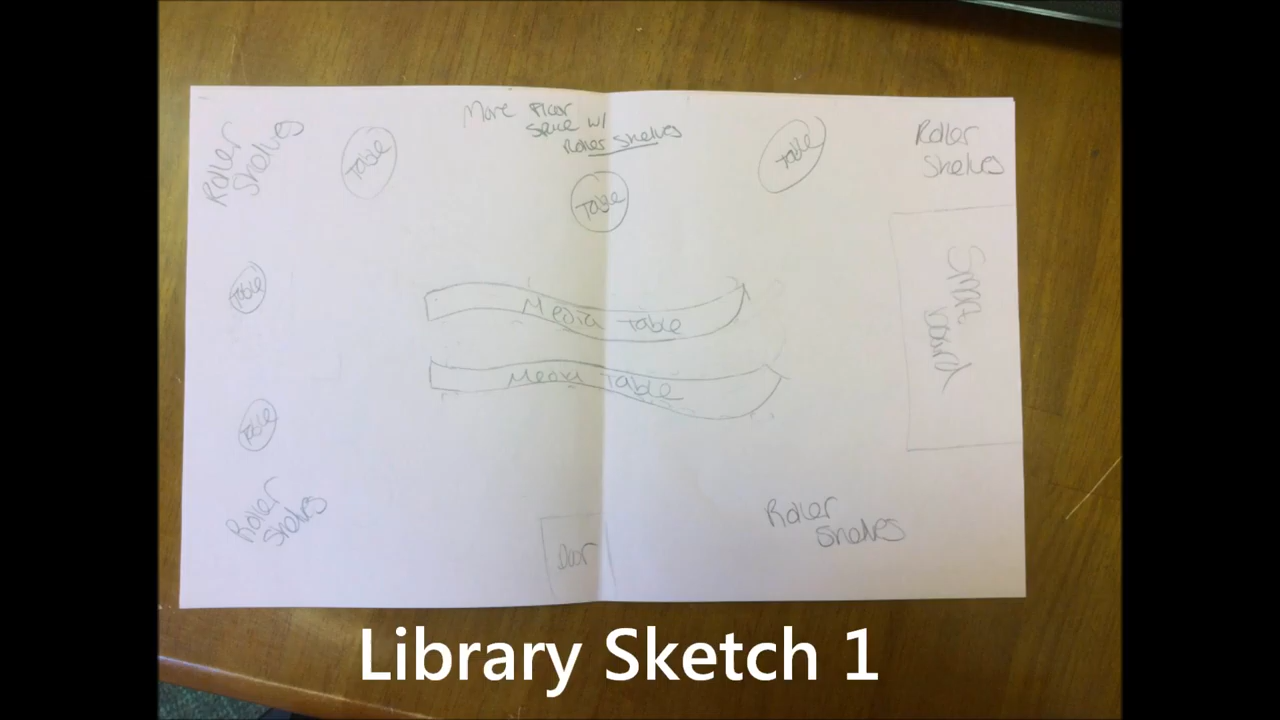 More Floor
Space w/
Roller Shelves
Roller
Shelves
Table
Table
Table
Roller
Shelves
Table
Media Table
Smart
board
Media Table
Table
Roller
Shelves
Roller
Shelves
Door
Library Sketch 1